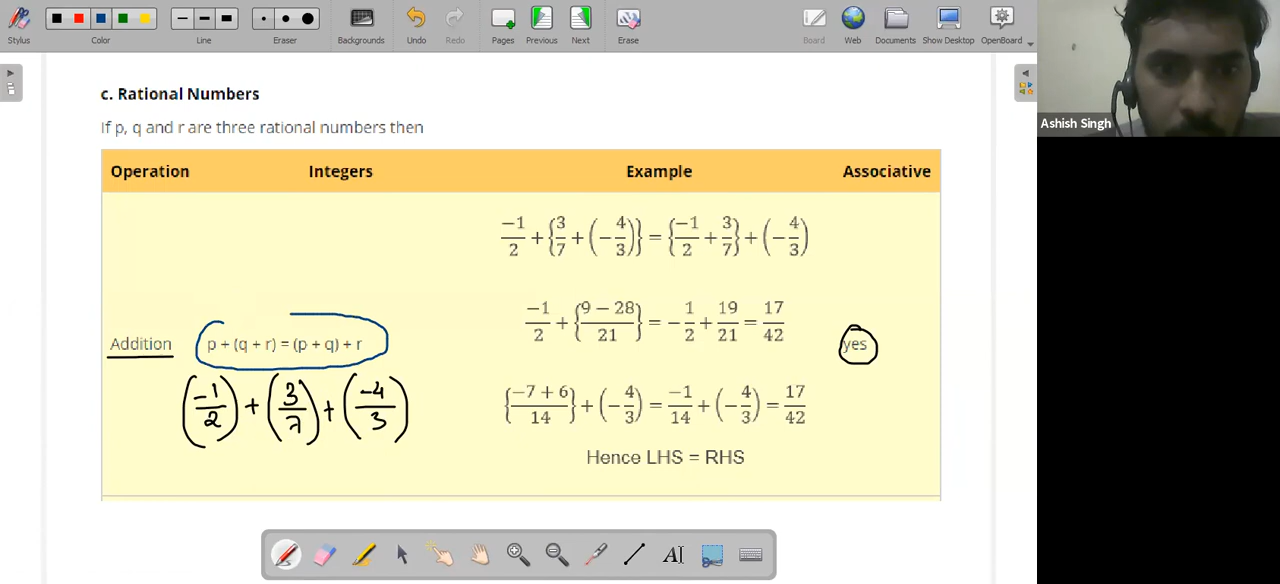 Stylus Color Line Eraser Backgrounds Undo Redo Pages Previous Next Erase Board Web Documents Show Desktop OpenBoard
Ashish Singh
c. Rational Numbers
If p, q and r are three rational numbers then
Operation Integers Example Associative
-1/2 + {3/7 + (-4/3)} = {-1/2 + 3/7} + (-4/3)
-1/2 + {9 - 28/21} = -1/2 + 19/21 = 17/42
Addition p + (q + r) = (p + q) + r yes
(-1/2) + (3/7) + (-4/3)
{-7 + 6/14} + (-4/3) = -1/14 + (-4/3) = 17/42
Hence LHS = RHS